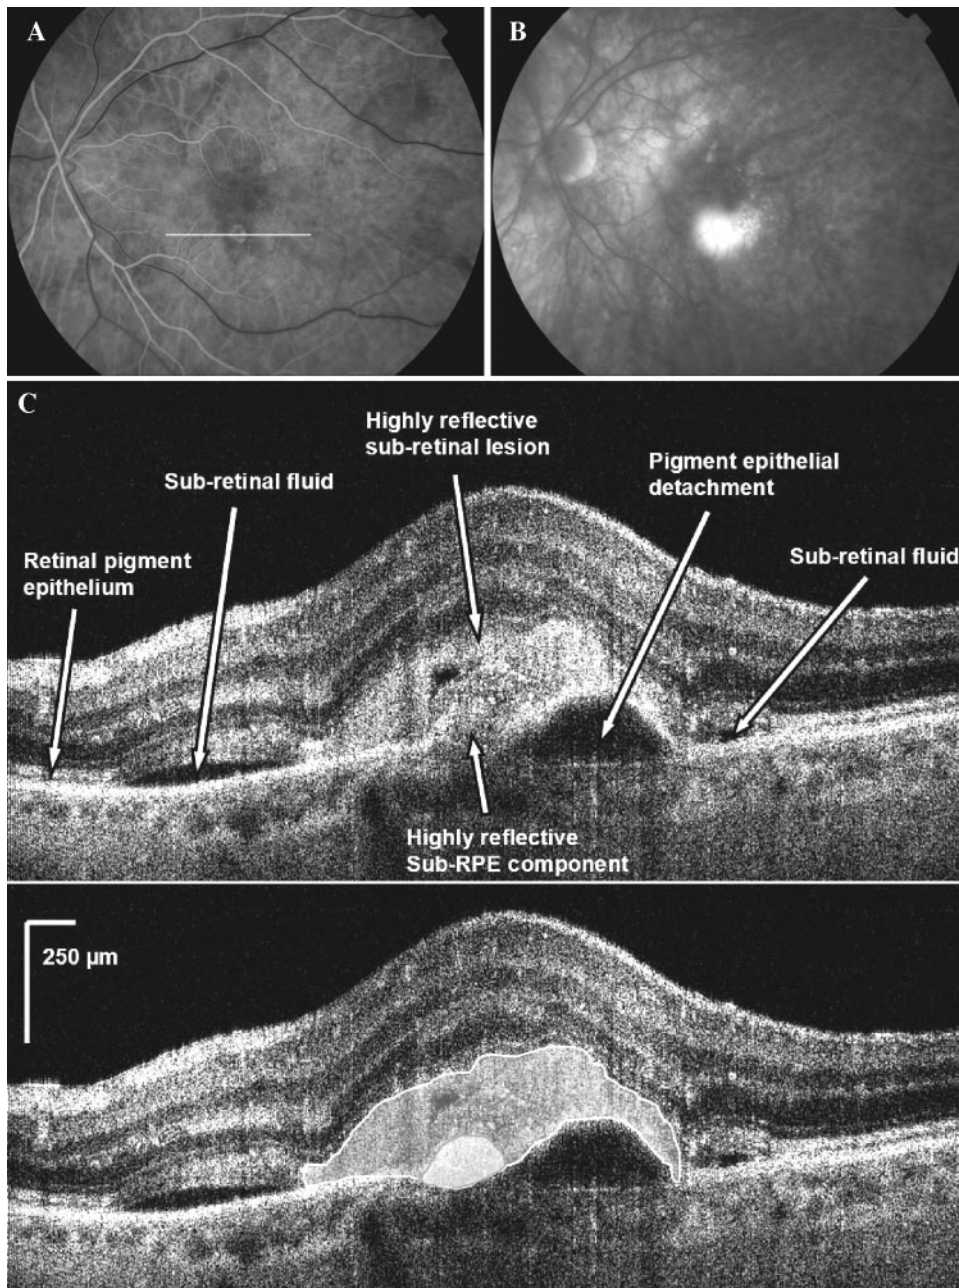 A
B
C
Highly reflective
sub-retinal lesion
Sub-retinal fluid
Pigment epithelial
detachment
Sub-retinal fluid
Retinal pigment
epithelium
Highly reflective
Sub-RPE component
250 μm